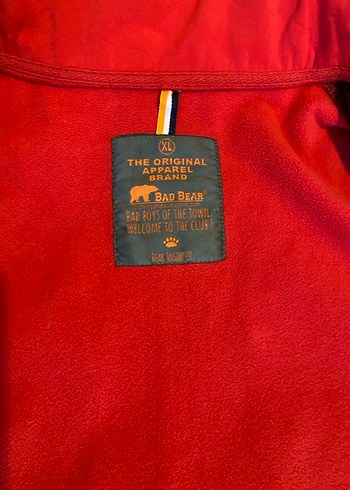 XL
THE ORIGINAL
APPAREL
BRAND
BAD BEAR®
BAD BOYS OF THE TOWN,
WELCOME TO THE CLUB!